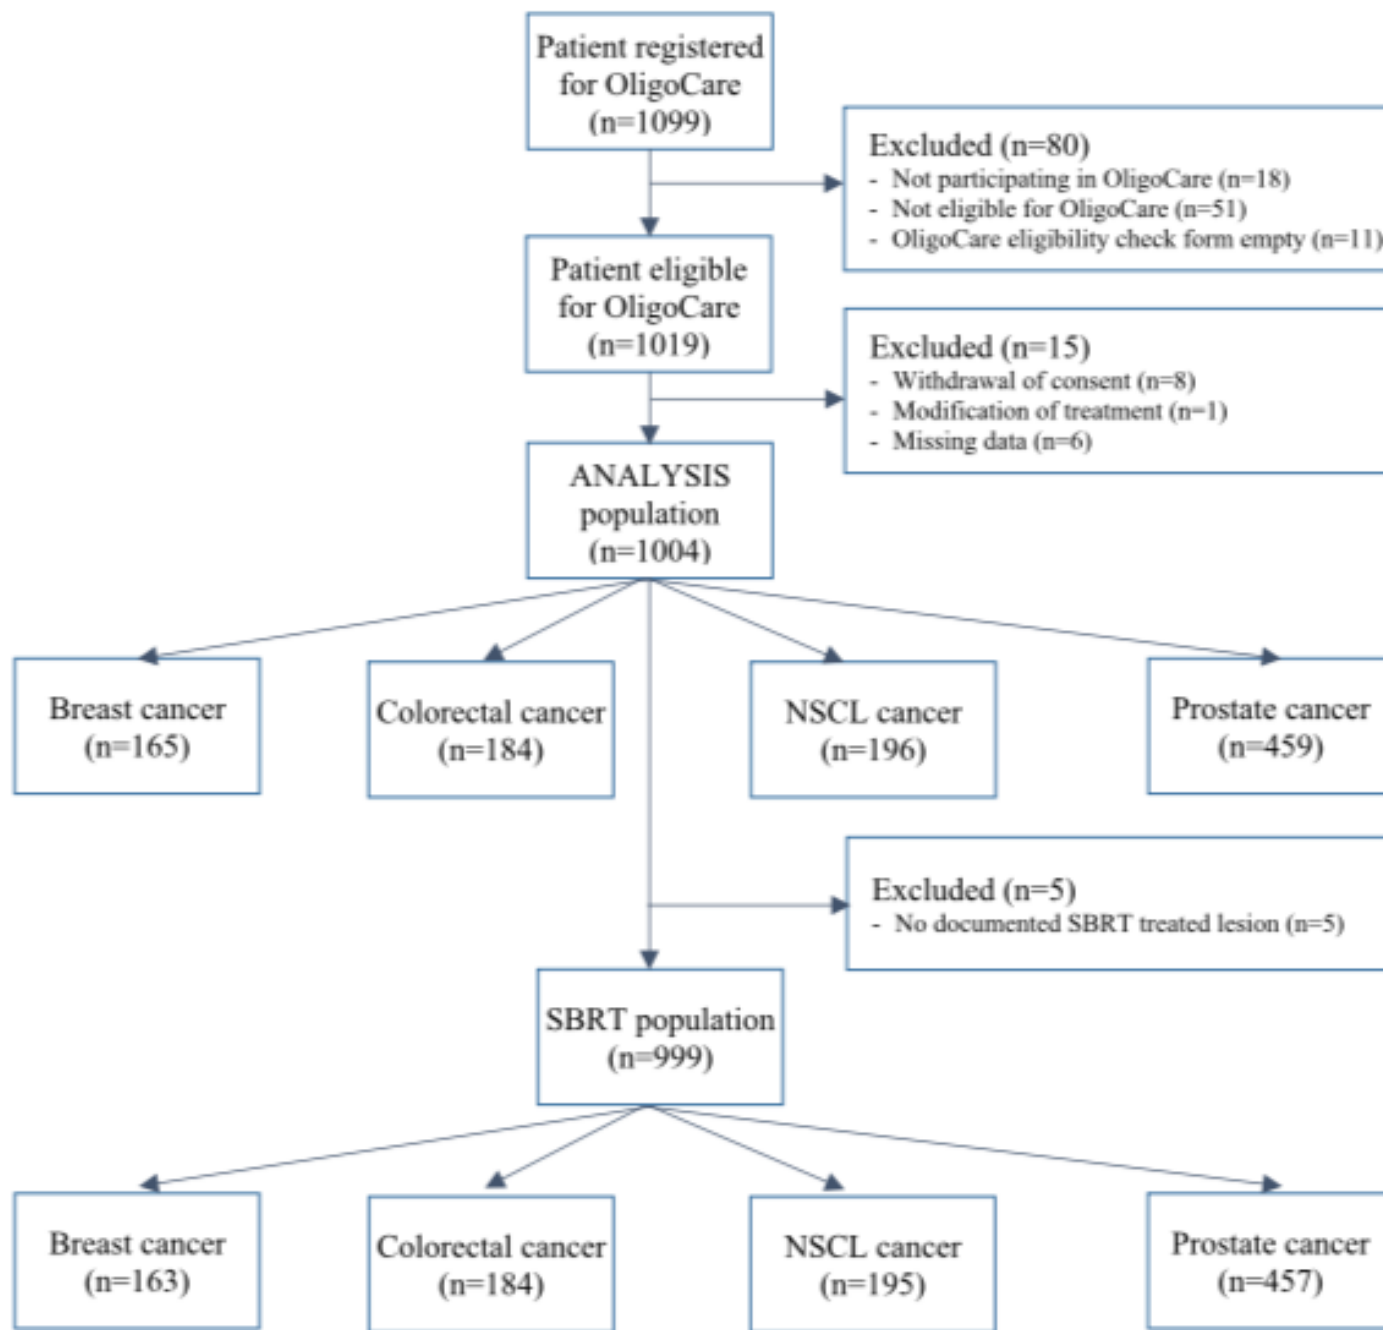 Patient registered
for OligoCare
(n=1099)
Excluded (n=80)
- Not participating in OligoCare (n=18)
- Not eligible for OligoCare (n=51)
- OligoCare eligibility check form empty (n=11)
Patient eligible
for OligoCare
(n=1019)
Excluded (n=15)
- Withdrawal of consent (n=8)
- Modification of treatment (n=1)
- Missing data (n=6)
ANALYSIS
population
(n=1004)
Breast cancer
(n=165)
Colorectal cancer
(n=184)
NSCL cancer
(n=196)
Prostate cancer
(n=459)
Excluded (n=5)
- No documented SBRT treated lesion (n=5)
SBRT population
(n=999)
Breast cancer
(n=163)
Colorectal cancer
(n=184)
NSCL cancer
(n=195)
Prostate cancer
(n=457)